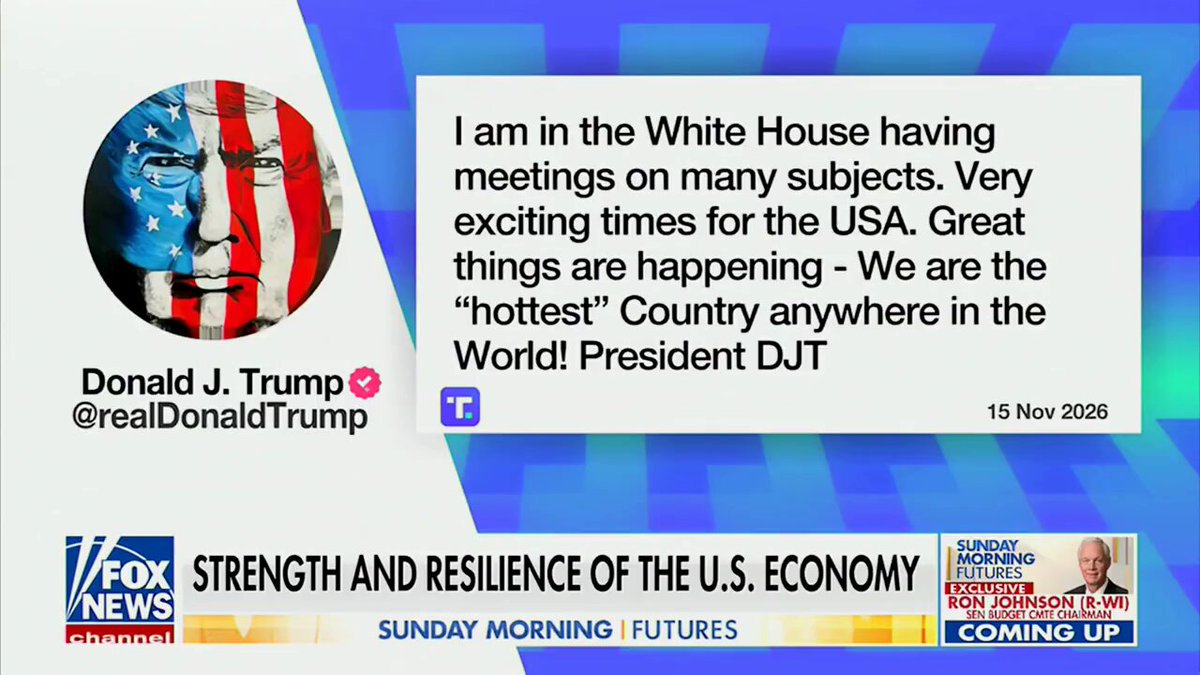 I am in the White House having
meetings on many subjects. Very
exciting times for the USA. Great
things are happening - We are the
“hottest” Country anywhere in the
World! President DJT
Donald J. Trump
@realDonaldTrump
T.
15 Nov 2026
FOX
NEWS
channel
STRENGTH AND RESILIENCE OF THE U.S. ECONOMY
SUNDAY MORNING | FUTURES
SUNDAY
MORNING
FUTURES
EXCLUSIVE
RON JOHNSON (R-WI)
SEN BUDGET CMTE CHAIRMAN
COMING UP